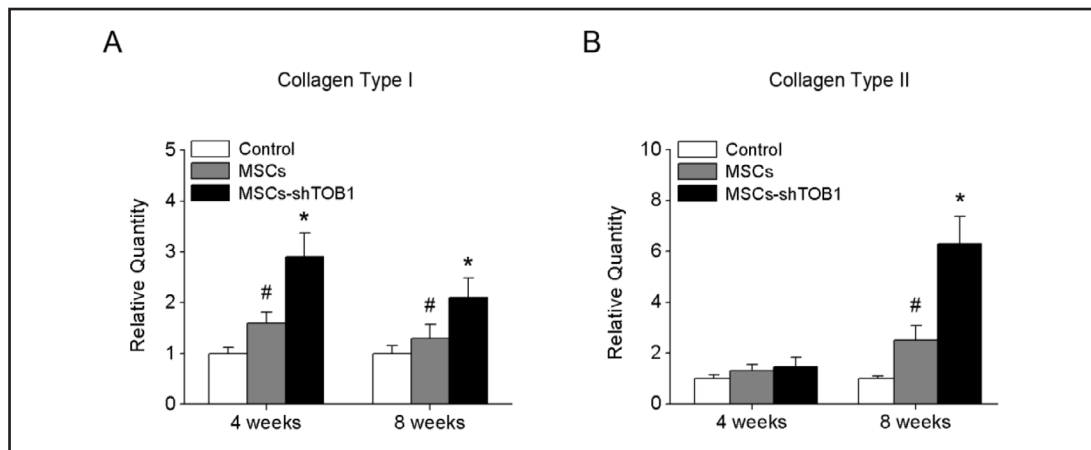 A
Collagen Type I
Control
MSCs
MSCs-shTOB1
Relative Quantity
5
4
3
2
1
0
*
#
*
#
4 weeks
8 weeks
B
Collagen Type II
Control
MSCs
MSCs-shTOB1
Relative Quantity
10
8
6
4
2
0
*
#
4 weeks
8 weeks